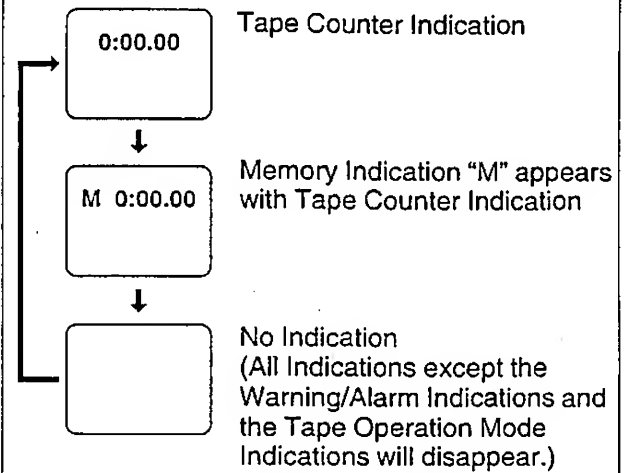 0:00.00
Tape Counter Indication
M 0:00.00
Memory Indication “M” appears
with Tape Counter Indication
No Indication
(All Indications except the
Warning/Alarm Indications and
the Tape Operation Mode
Indications will disappear.)